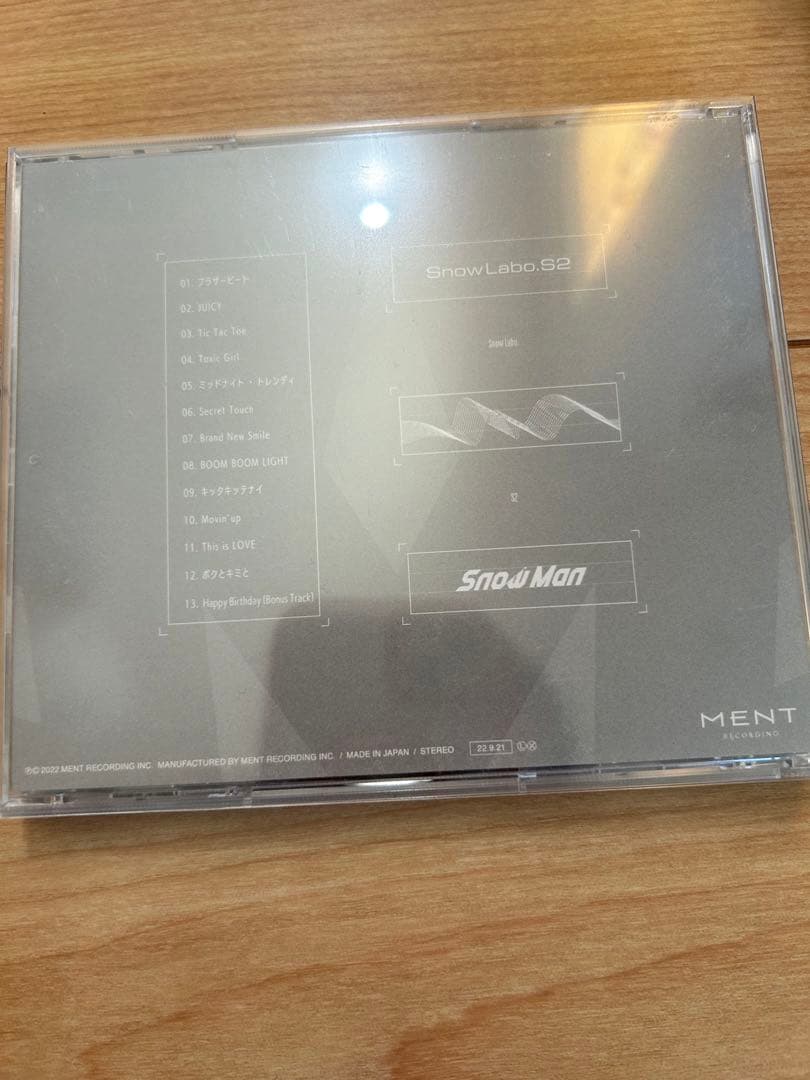 01. ブラザービート
02. JUICY
03. Tic Tac Toe
04. Toxic Girl
05. ミッドナイト・トレンディ
06. Secret Touch
07. Brand New Smile
08. BOOM BOOM LIGHT
09. キッタキッテナイ
10. Movin' up
11. This is LOVE
12. ボクとキミと
13. Happy Birthday [Bonus Track]
Snow Labo.S2
Snow Labo.
S2
Snow Man
MENT
RECORDING
ⓅⒸ 2022 MENT RECORDING INC. MANUFACTURED BY MENT RECORDING INC. / MADE IN JAPAN / STEREO 22.9.21 ⓁⓍ